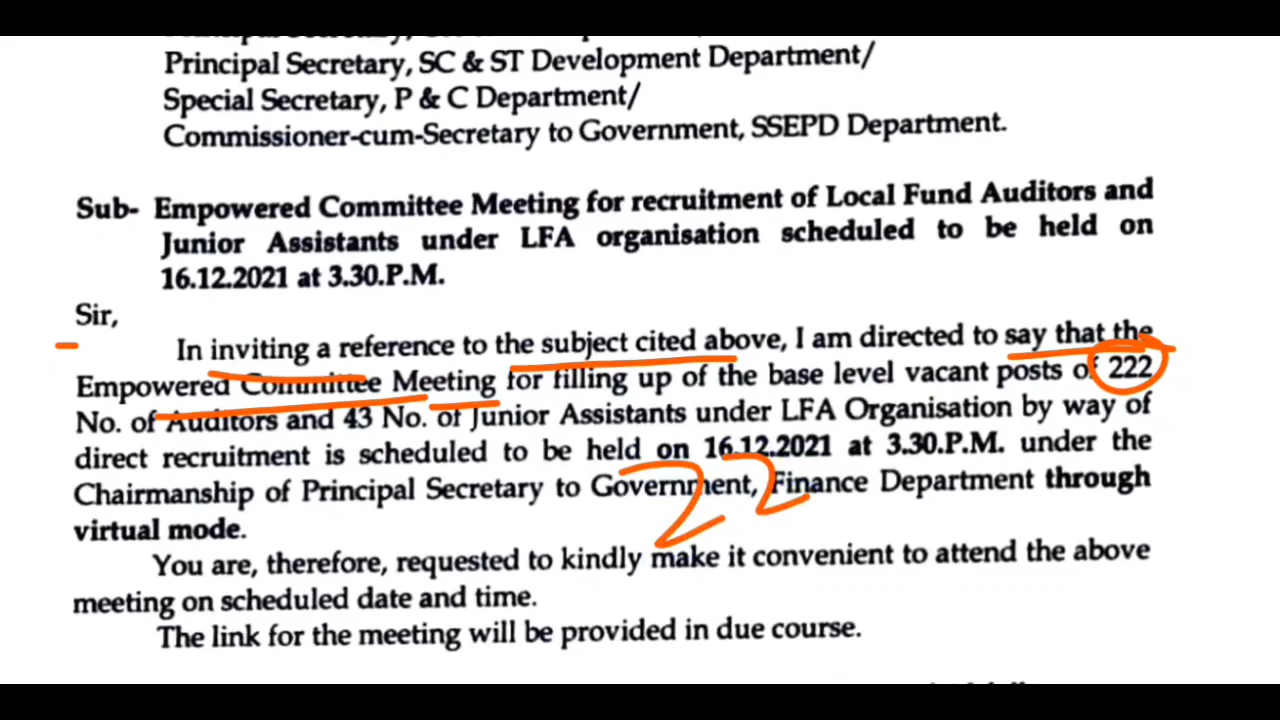 Principal Secretary, SC & ST Development Department/
Special Secretary, P & C Department/
Commissioner-cum-Secretary to Government, SSEPD Department.
Sub- Empowered Committee Meeting for recruitment of Local Fund Auditors and
Junior Assistants under LFA organisation scheduled to be held on
16.12.2021 at 3.30.P.M.
Sir,
In inviting a reference to the subject cited above, I am directed to say that the
Empowered Committee Meeting for filling up of the base level vacant posts of 222
No. of Auditors and 43 No. of Junior Assistants under LFA Organisation by way of
direct recruitment is scheduled to be held on 16.12.2021 at 3.30.P.M. under the
Chairmanship of Principal Secretary to Government, Finance Department through
virtual mode.
22
You are, therefore, requested to kindly make it convenient to attend the above
meeting on scheduled date and time.
The link for the meeting will be provided in due course.